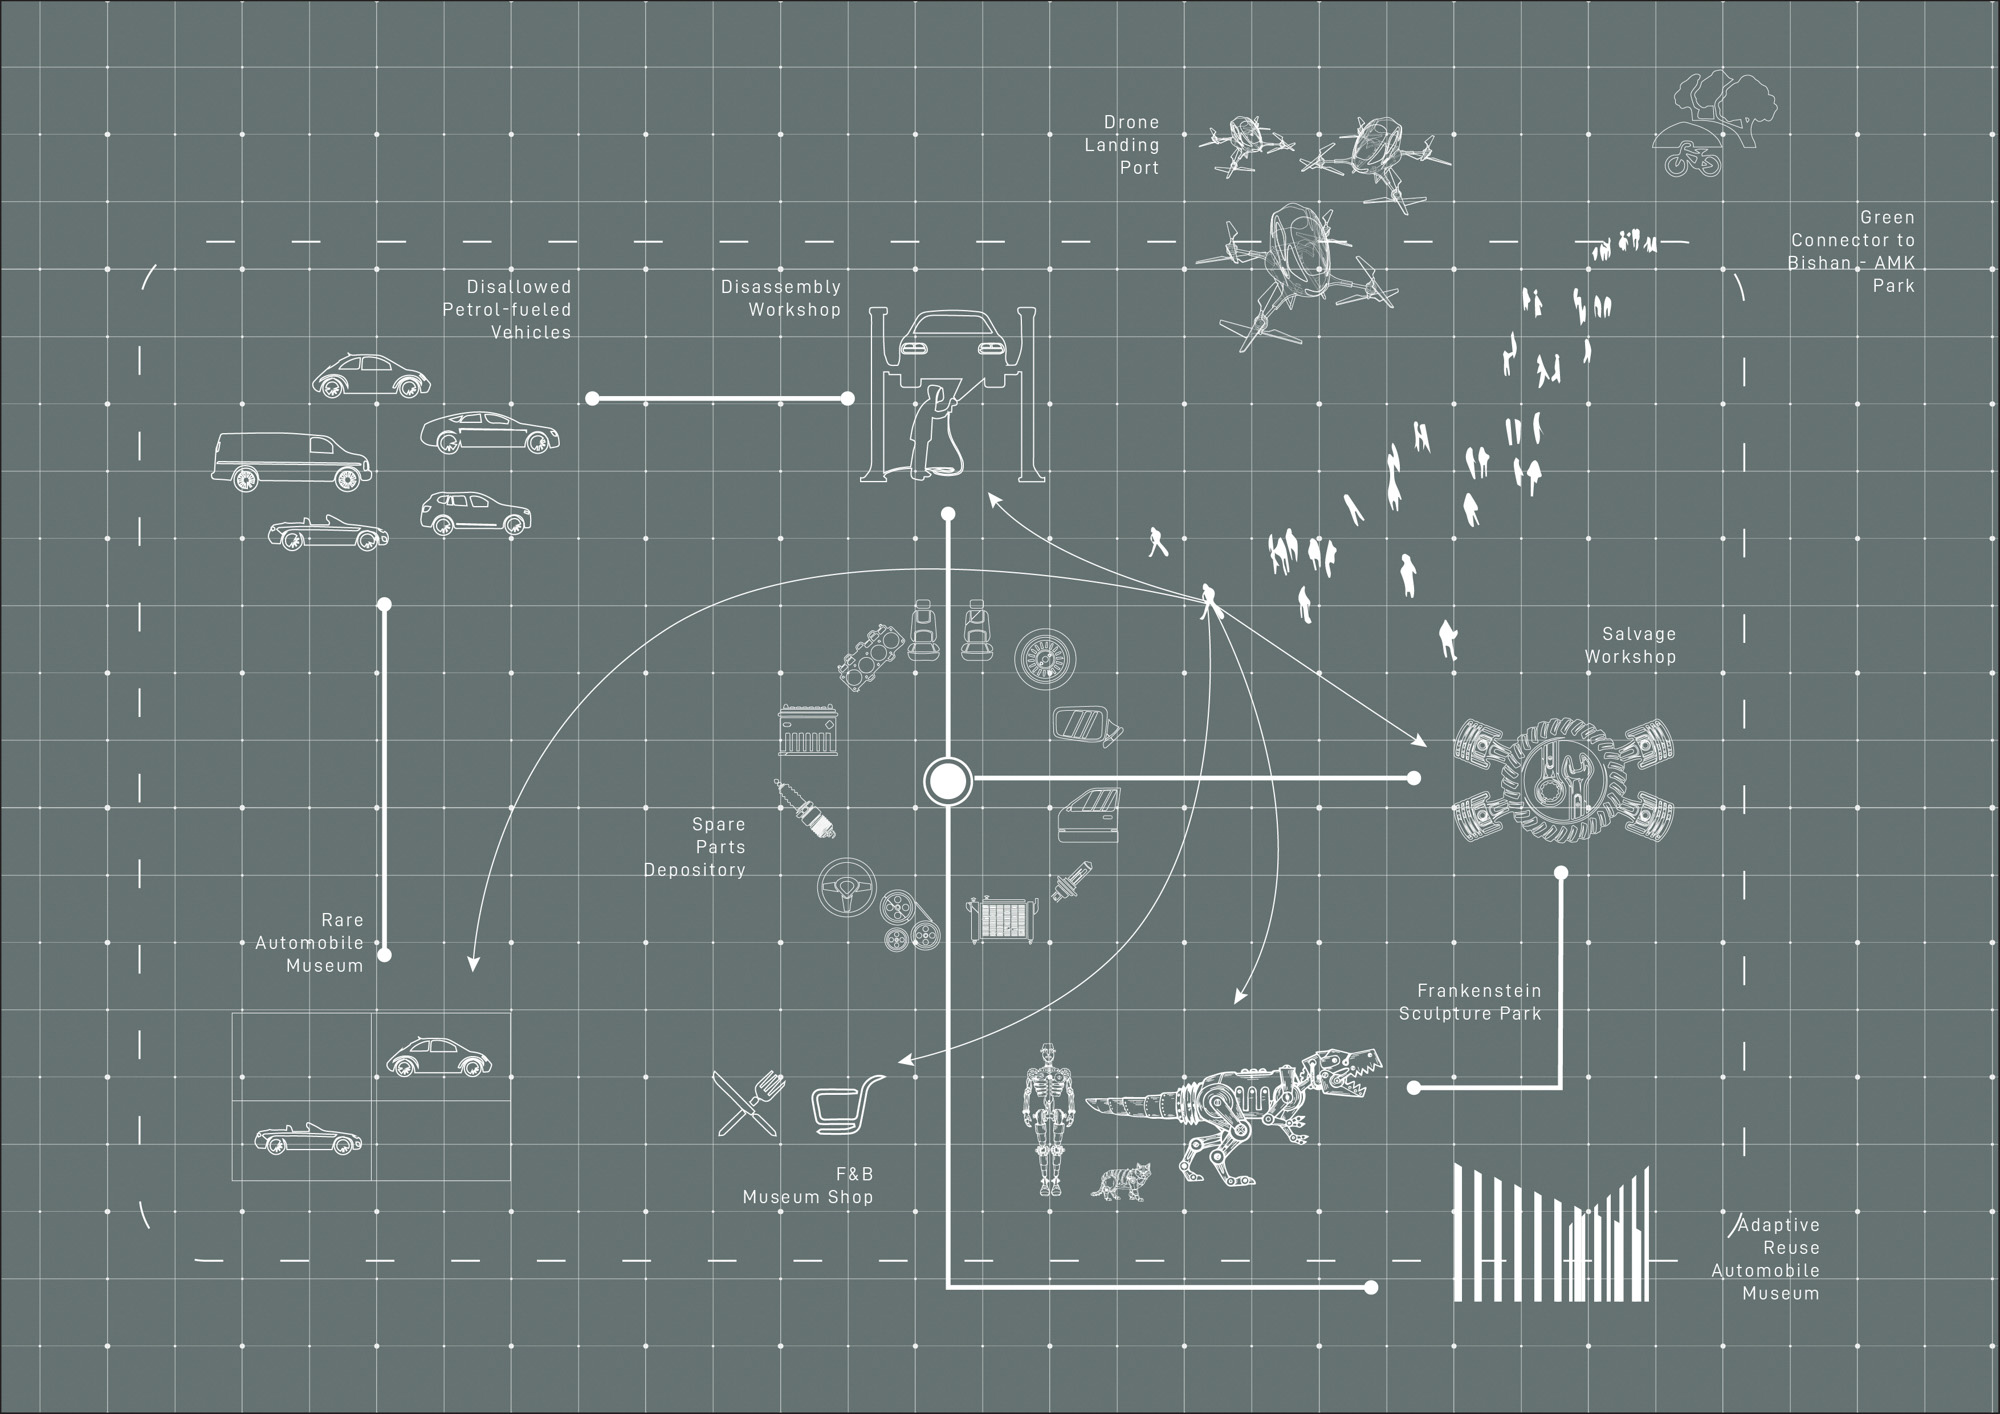 Drone
Landing
Port
Green
Connector to
Bishan - AMK
Park
Disallowed
Petrol-fueled
Vehicles
Disassembly
Workshop
Salvage
Workshop
Spare
Parts
Depository
Rare
Automobile
Museum
Frankenstein
Sculpture Park
F&B
Museum Shop
Adaptive
Reuse
Automobile
Museum